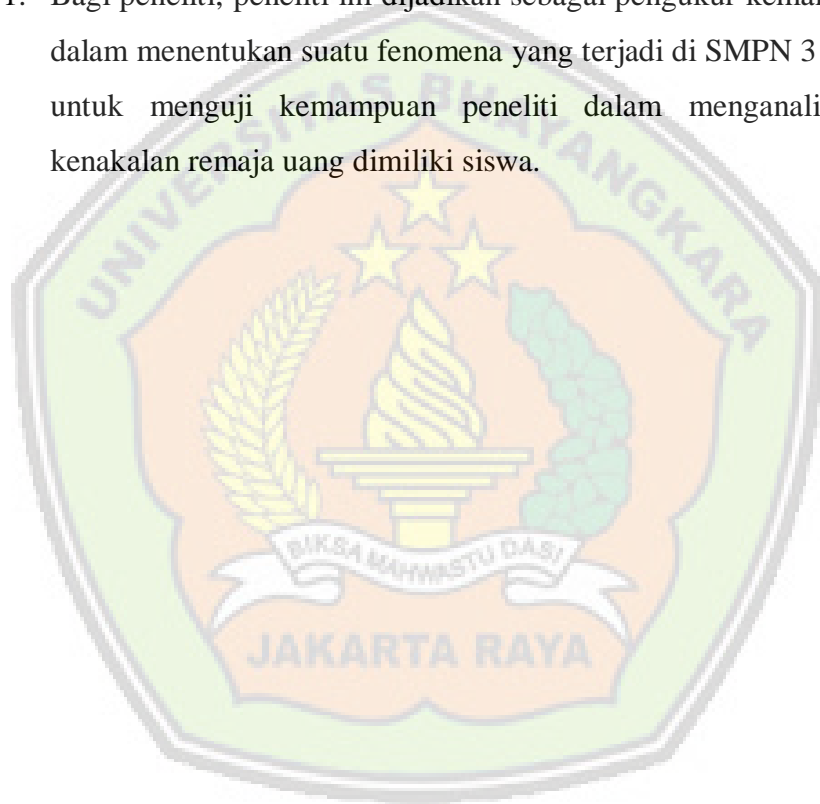 1. Bagi peneliti, peneliti ini dijadikan sebagai pengukur
dalam menentukan suatu fenomena yang terjadi di SMPN 3
untuk menguji kemampuan peneliti dalam menganali
kenakalan remaja uang dimiliki siswa.
UNIVERSITAS BHAYANGKARA
BIKSA MAHWASTU DASI
JAKARTA RAYA